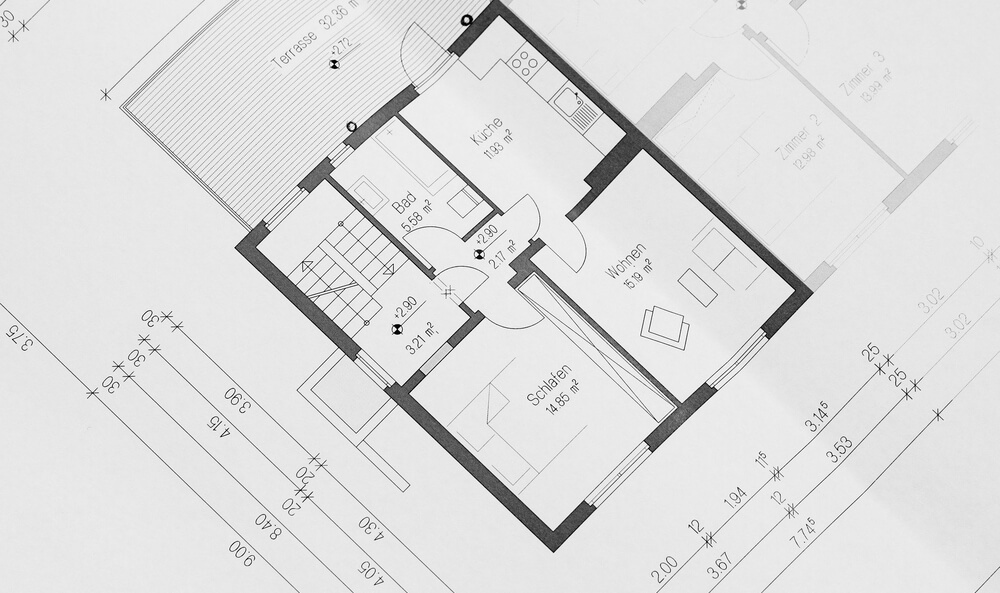 30
Terrasse 32.36 m
+2.72
Küche
11.93 m²
Bad
5.58 m²
+2.90
2.17 m²
Wohnen
15.19 m²
+2.90
3.21 m²
Schlafen
14.85 m²
Zimmer 3
13.99 m²
Zimmer 2
12.98 m²
3.75
30
30
30
3.90
4.15
20
20
8.40
9.00
4.30
4.05
10
3.02
3.02
25
25
3.14⁵
3.53
11⁵
1.94
12
12
7.74⁵
2.00
3.67